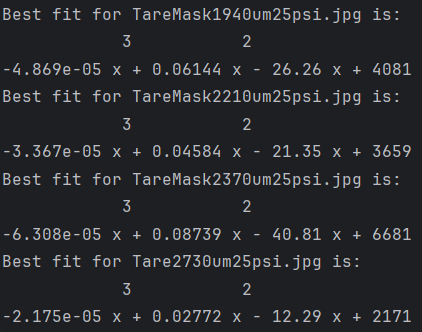 Best fit for TareMask1940um25psi.jpg is:
            3           2
-4.869e-05 x + 0.06144 x - 26.26 x + 4081
Best fit for TareMask2210um25psi.jpg is:
            3           2
-3.367e-05 x + 0.04584 x - 21.35 x + 3659
Best fit for TareMask2370um25psi.jpg is:
            3           2
-6.308e-05 x + 0.08739 x - 40.81 x + 6681
Best fit for Tare2730um25psi.jpg is:
            3           2
-2.175e-05 x + 0.02772 x - 12.29 x + 2171